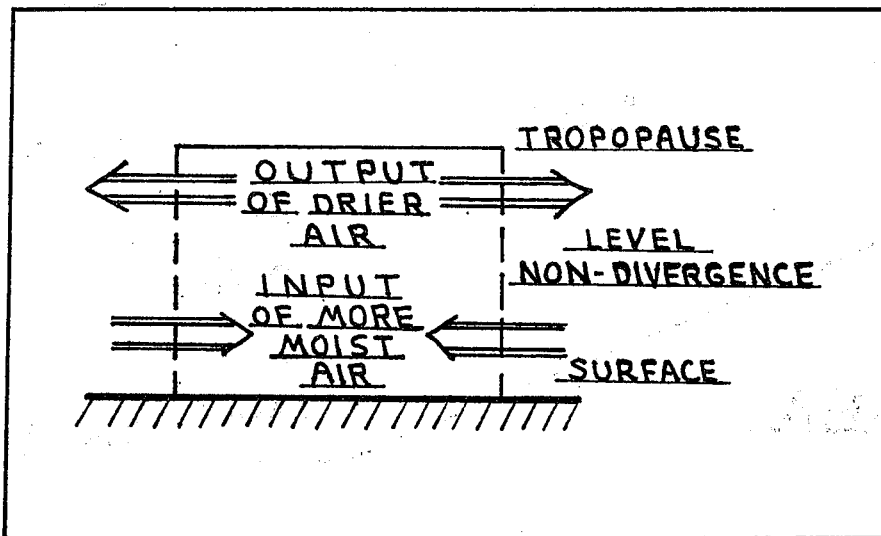 TROPOPAUSE
OUTPUT
OF DRIER
AIR
LEVEL
NON-DIVERGENCE
INPUT
OF MORE
MOIST
AIR
SURFACE